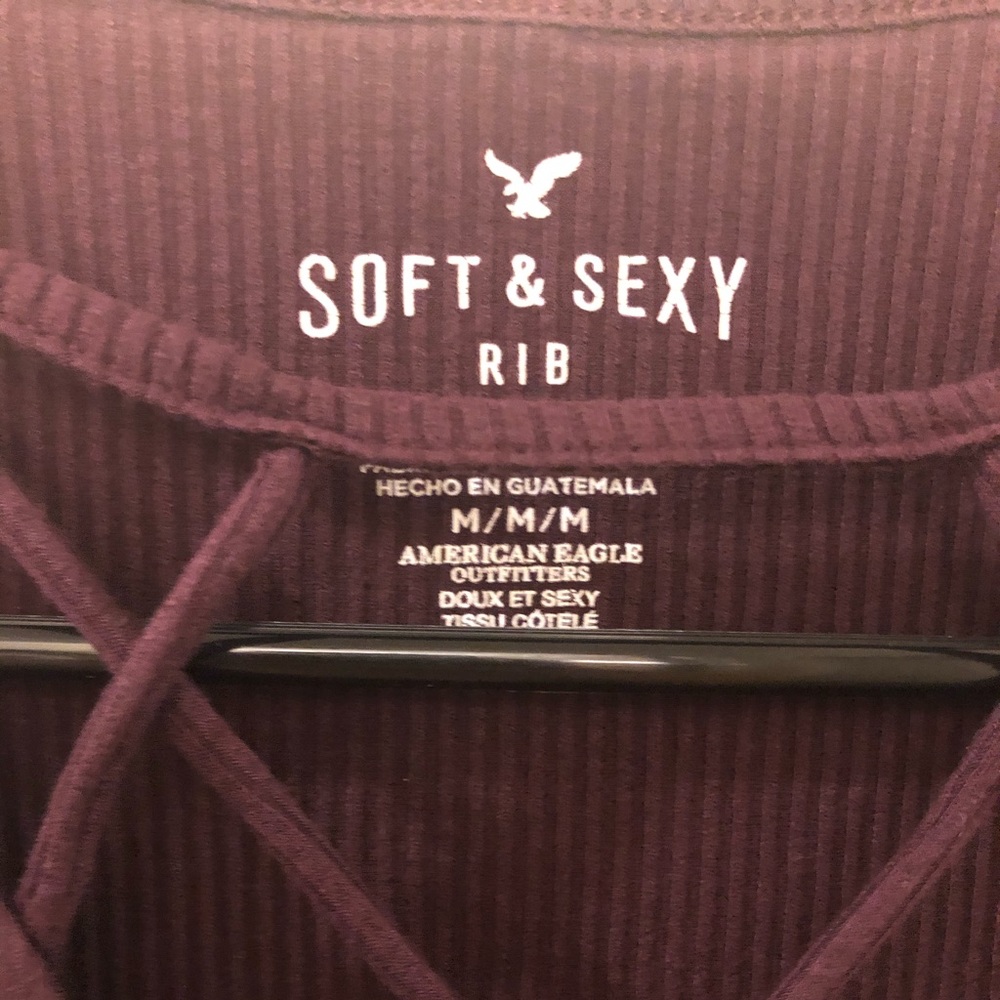 SOFT & SEXY
RIB
HECHO EN GUATEMALA
M/M/M
AMERICAN EAGLE
OUTFITTERS
DOUX ET SEXY
TISSU CÔTELÉ